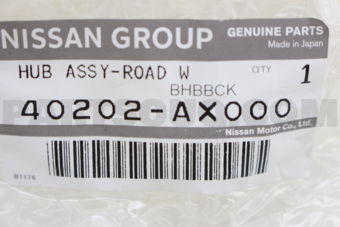 NISSAN GROUP
GENUINE PARTS
Made in Japan
HUB ASSY-ROAD W
QTY 1
BHBBCK
40202-AX000
Nissan Motor Co., Ltd.
B1176